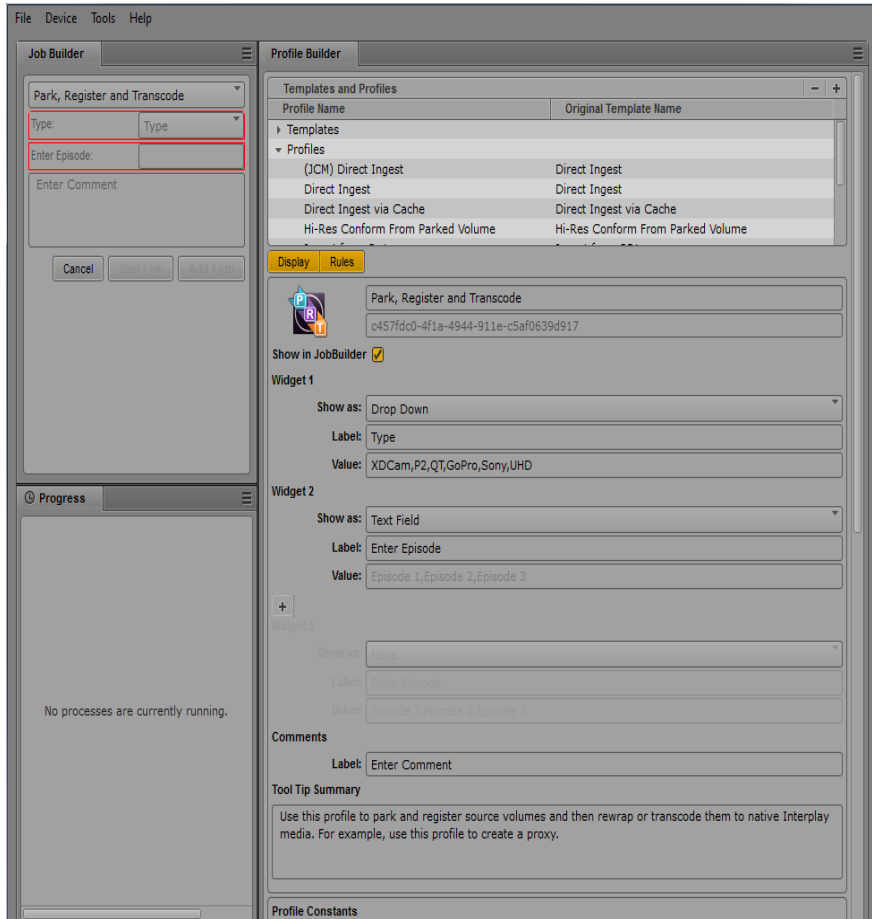 File Device Tools Help
Job Builder
Park, Register and Transcode
Type: Type
Enter Episode:
Enter Comment
Cancel Start 1 job Add 1 job
Progress
No processes are currently running.
Profile Builder
Templates and Profiles - +
Profile Name Original Template Name
Templates
Profiles
(JCM) Direct Ingest Direct Ingest
Direct Ingest Direct Ingest
Direct Ingest via Cache Direct Ingest via Cache
Hi-Res Conform From Parked Volume Hi-Res Conform From Parked Volume
Display Rules
P R T
Park, Register and Transcode
c457fdc0-4f1a-4944-911e-c5af0639d917
Show in JobBuilder
Widget 1
Show as: Drop Down
Label: Type
Value: XDCam,P2,QT,GoPro,Sony,UHD
Widget 2
Show as: Text Field
Label: Enter Episode
Value: Episode 1,Episode 2,Episode 3
+
Widget 3
Show as: None
Label: Enter Episode
Value: Episode 1,Episode 2,Episode 3
Comments
Label: Enter Comment
Tool Tip Summary
Use this profile to park and register source volumes and then rewrap or transcode them to native Interplay
media. For example, use this profile to create a proxy.
Profile Constants